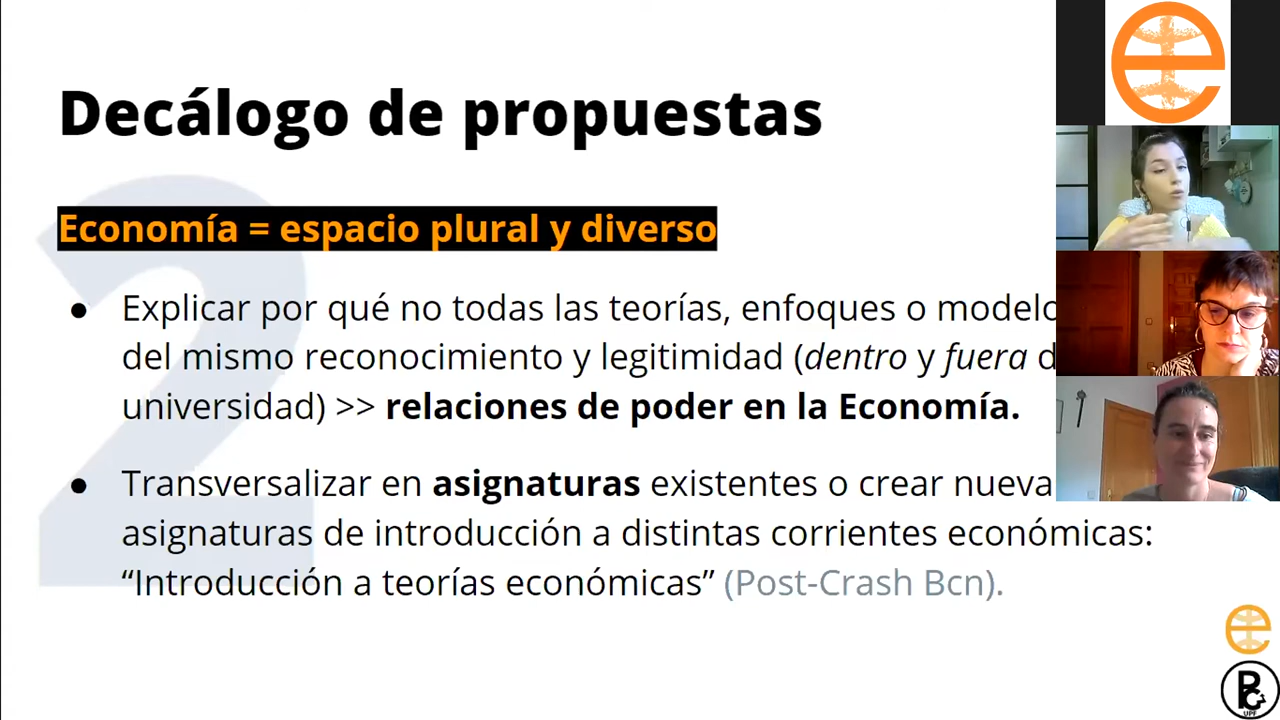 Decálogo de propuestas
Economía = espacio plural y diverso
● Explicar por qué no todas las teorías, enfoques o modelo
del mismo reconocimiento y legitimidad (dentro y fuera d
universidad) >> relaciones de poder en la Economía.
● Transversalizar en asignaturas existentes o crear nueva
asignaturas de introducción a distintas corrientes económicas:
“Introducción a teorías económicas” (Post-Crash Bcn).
2
UPF